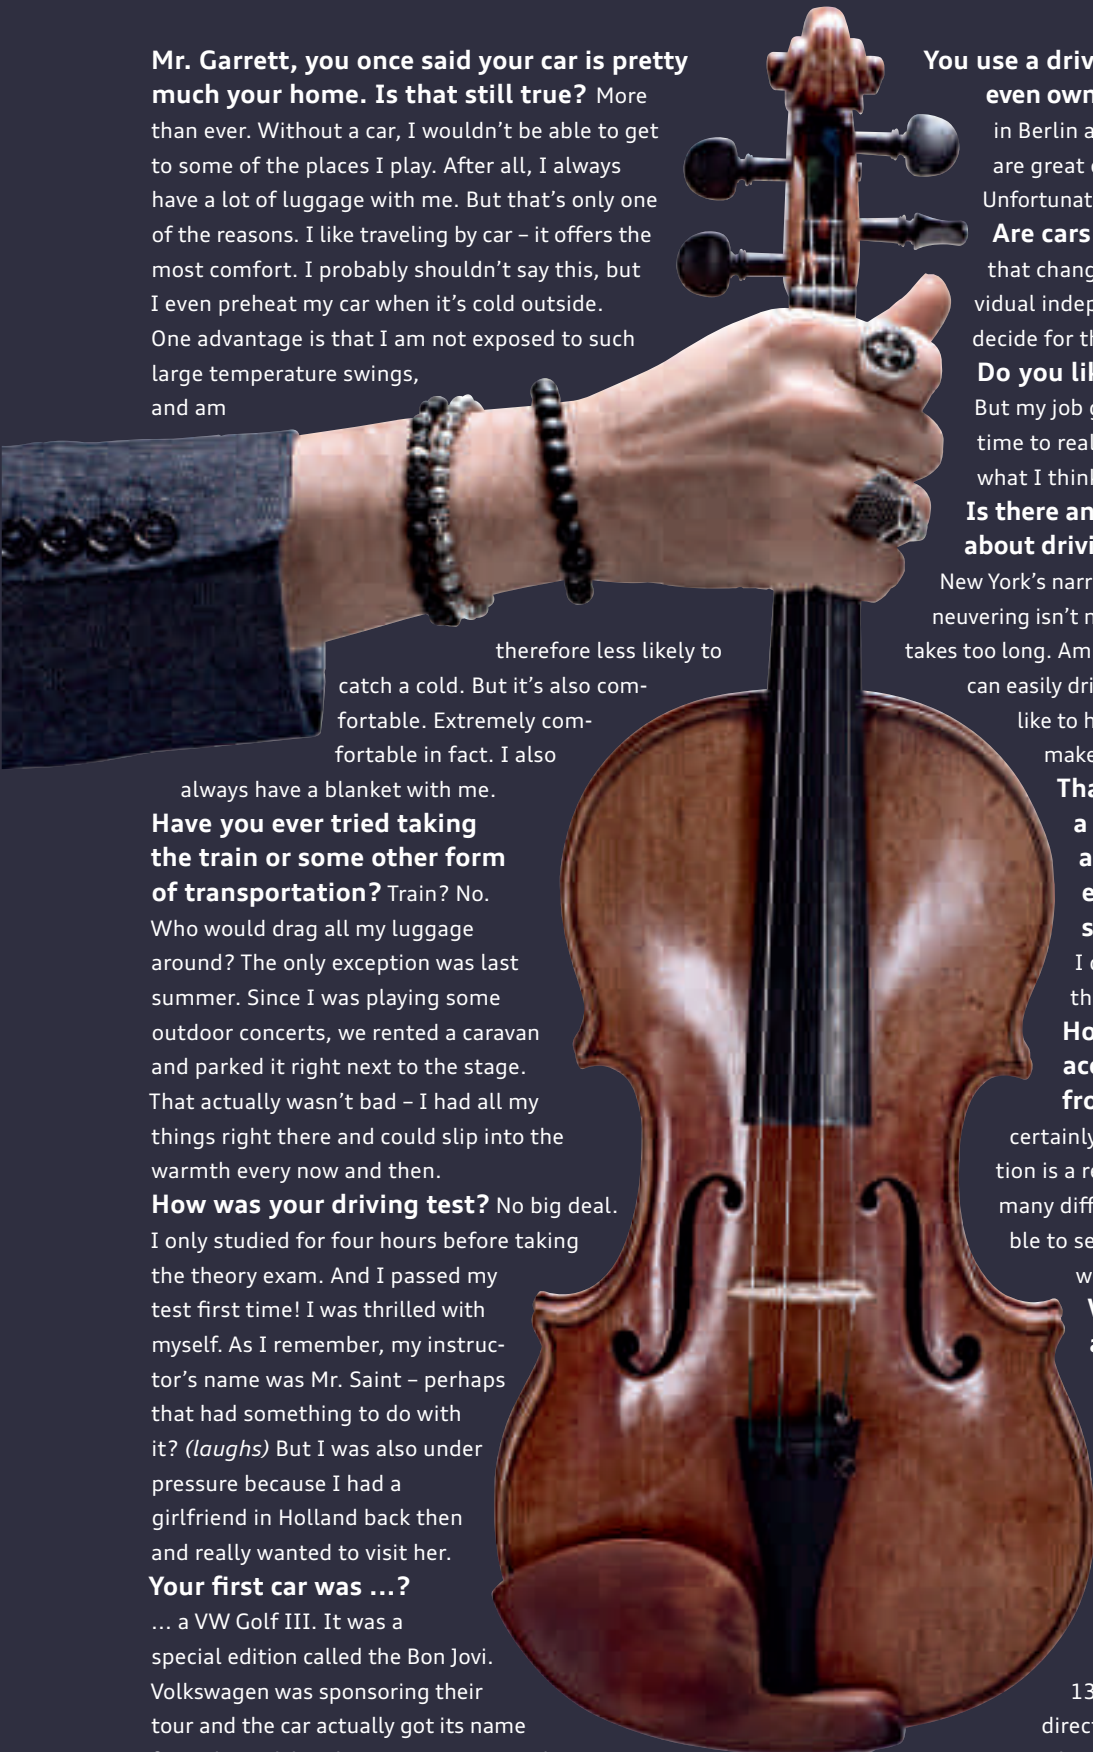 Mr. Garrett, you once said your car is pretty
much your home. Is that still true? More
than ever. Without a car, I wouldn’t be able to get
to some of the places I play. After all, I always
have a lot of luggage with me. But that’s only one
of the reasons. I like traveling by car – it offers the
most comfort. I probably shouldn’t say this, but
I even preheat my car when it’s cold outside.
One advantage is that I am not exposed to such
large temperature swings,
and am
therefore less likely to
catch a cold. But it’s also com-
fortable. Extremely com-
fortable in fact. I also
always have a blanket with me.
Have you ever tried taking
the train or some other form
of transportation? Train? No.
Who would drag all my luggage
around? The only exception was last
summer. Since I was playing some
outdoor concerts, we rented a caravan
and parked it right next to the stage.
That actually wasn’t bad – I had all my
things right there and could slip into the
warmth every now and then.
How was your driving test? No big deal.
I only studied for four hours before taking
the theory exam. And I passed my
test first time! I was thrilled with
myself. As I remember, my instruc-
tor’s name was Mr. Saint – perhaps
that had something to do with
it? (laughs) But I was also under
pressure because I had a
girlfriend in Holland back then
and really wanted to visit her.
Your first car was ...?
... a VW Golf III. It was a
special edition called the Bon Jovi.
Volkswagen was sponsoring their
tour and the car actually got its name
You use a driv
even own
in Berlin a
are great
Unfortunat
Are cars
that chang
vidual indep
decide for th
Do you lik
But my job g
time to real
what I think
Is there an
about drivi
New York’s narr
neuvering isn’t n
takes too long. Am
can easily dri
like to h
make
Tha
a
a
e
s
I
th
Ho
acc
fro
certainly
tion is a re
many diff
ble to se
w
a
13
direct